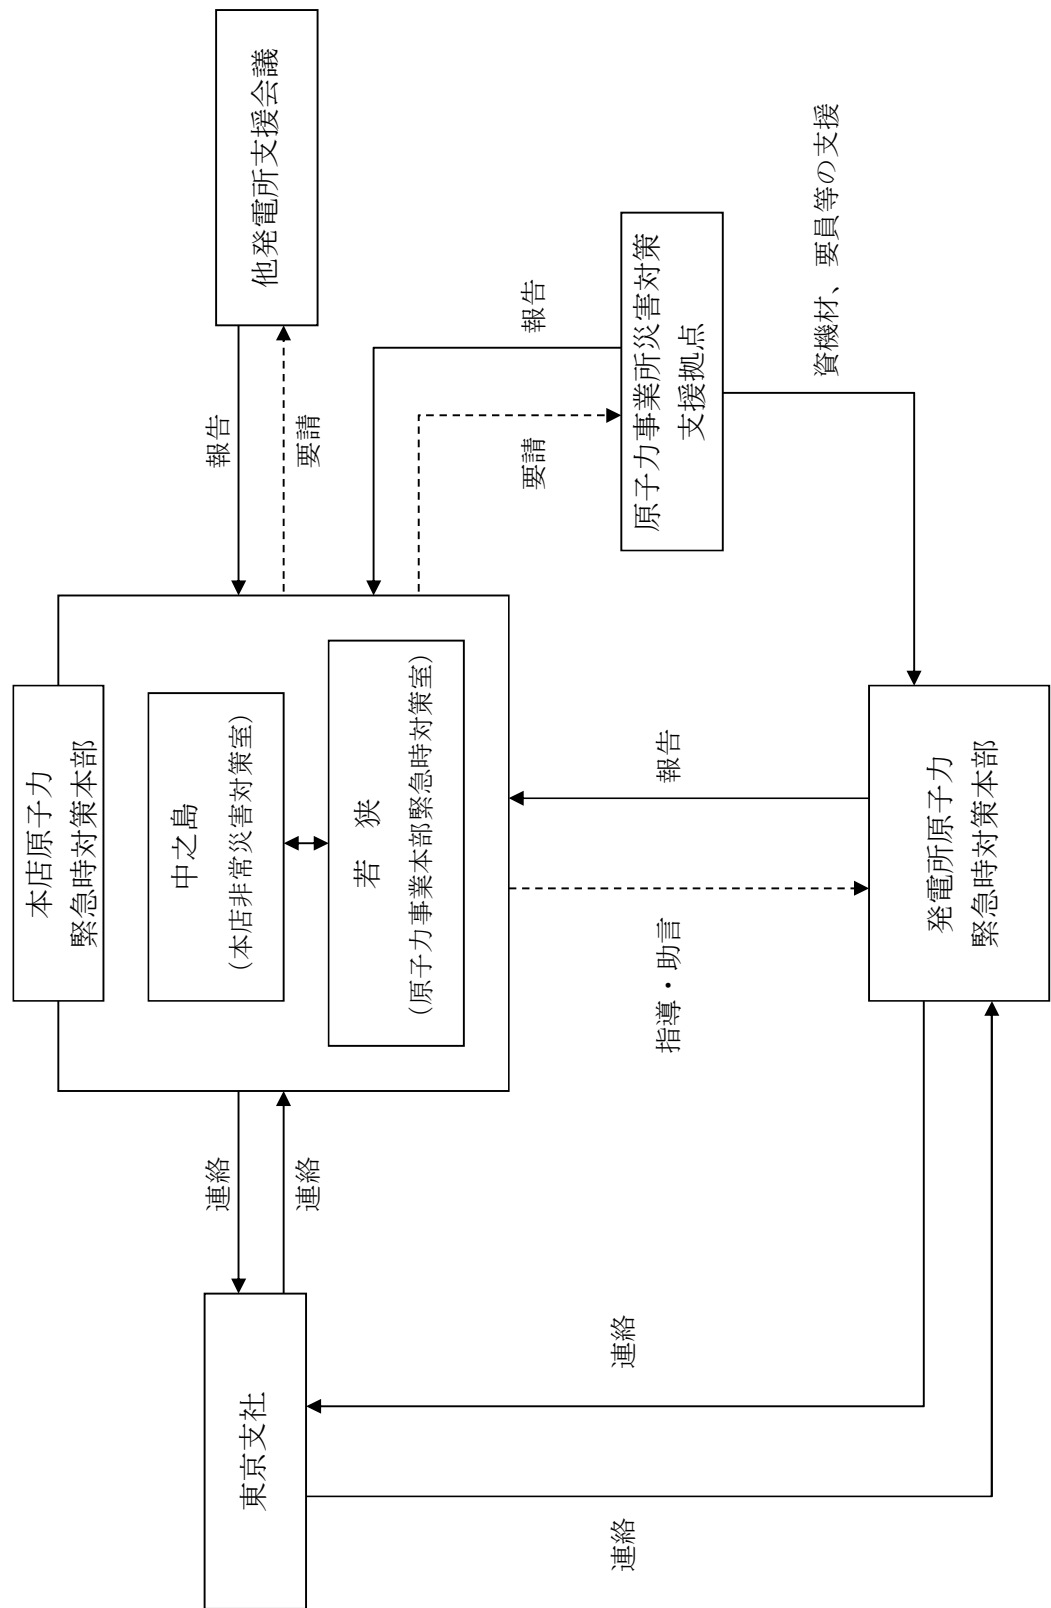 本店原子力
緊急時対策本部
東京支社
連絡
連絡
中之島
(本店非常災害対策室)
若　狭
(原子力事業本部緊急時対策室)
報告
要請
他発電所支援会議
報告
要請
原子力事業所災害対策
支援拠点
指導・助言
報告
資機材、要員等の支援
連絡
連絡
発電所原子力
緊急時対策本部